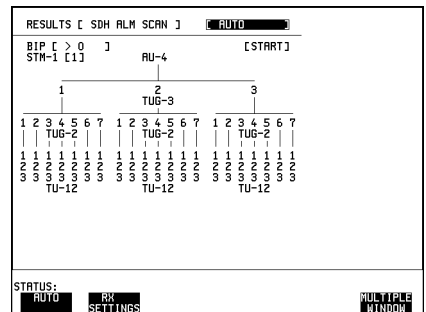 RESULTS [ SDH ALM SCAN ] [ AUTO ]
BIP [ > 0 ] [START]
STM-1 [1] AU-4
1 2 3
TUG-3
1 2 3 4 5 6 7 1 2 3 4 5 6 7 1 2 3 4 5 6 7
TUG-2 TUG-2 TUG-2
1 1 1 1 1 1 1 1 1 1 1 1 1 1 1 1 1 1 1 1 1
2 2 2 2 2 2 2 2 2 2 2 2 2 2 2 2 2 2 2 2 2
3 3 3 3 3 3 3 3 3 3 3 3 3 3 3 3 3 3 3 3 3
TU-12 TU-12 TU-12
STATUS:
AUTO RX SETTINGS MULTIPLE WINDOW